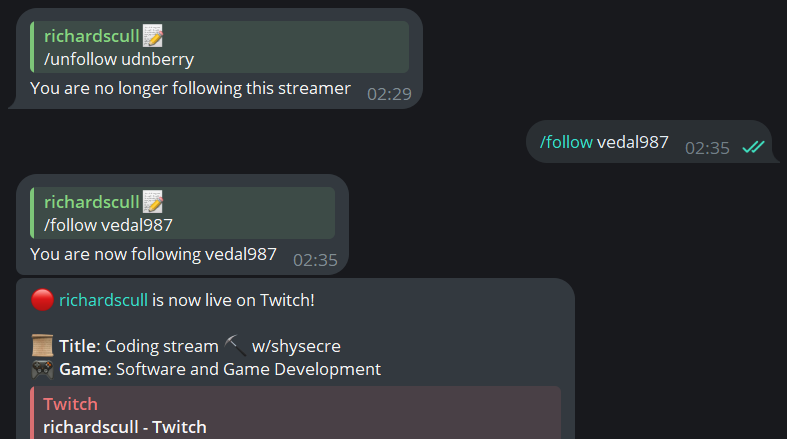 richardscull📝
/unfollow udnberry
You are no longer following this streamer 02:29
/follow vedal987 02:35
richardscull📝
/follow vedal987
You are now following vedal987 02:35
🔴 richardscull is now live on Twitch!
📜 Title: Coding stream ⛏ w/shysecre
🎮 Game: Software and Game Development
Twitch
richardscull - Twitch